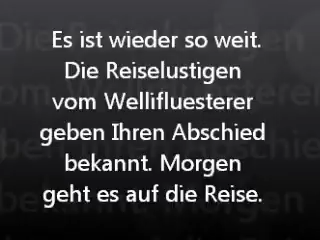 Es ist wieder so weit.
Die Reiselustigen
vom Wellifluesterer
geben Ihren Abschied
bekannt. Morgen
geht es auf die Reise.